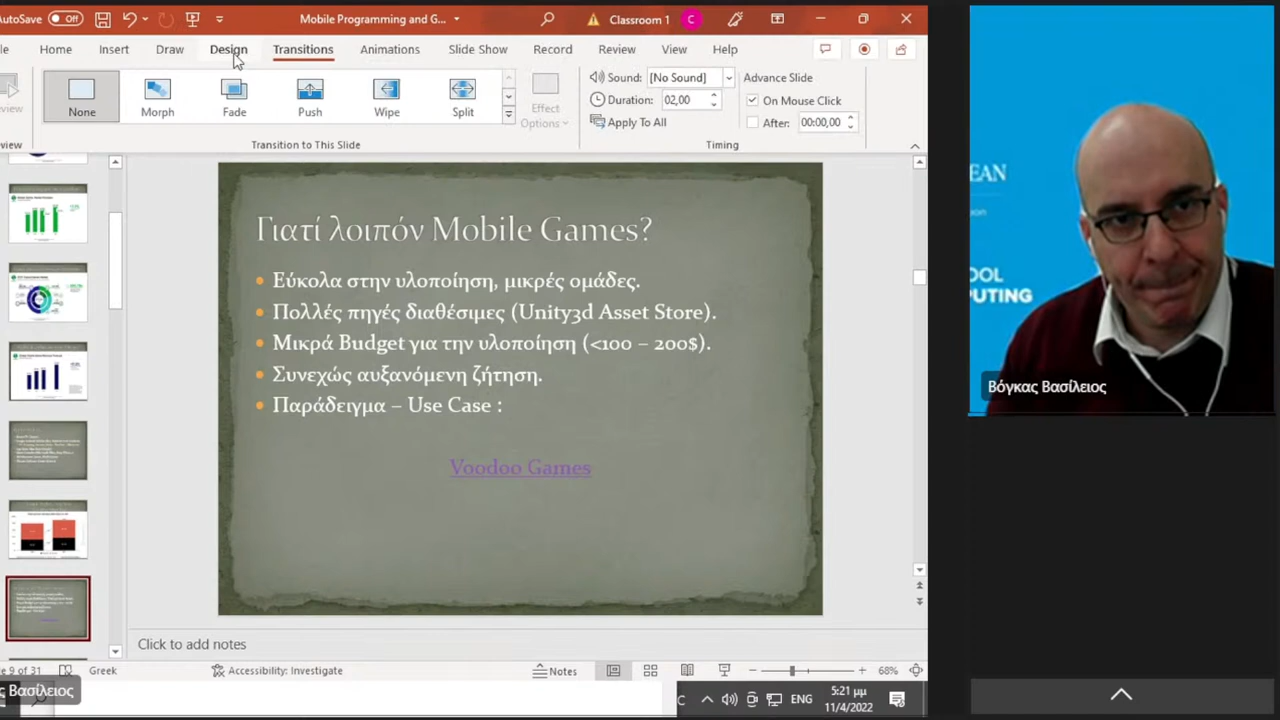 AutoSave Off
Mobile Programming and G...
Classroom 1
C
Home Insert Draw Design Transitions Animations Slide Show Record Review View Help
None Morph Fade Push Wipe Split
Effect
Options
Sound: [No Sound]
Duration: 02,00
Apply To All
Advance Slide
On Mouse Click
After: 00:00,00
Transition to This Slide
Timing
Γιατί λοιπόν Mobile Games?
Εύκολα στην υλοποίηση, μικρές ομάδες.
Πολλές πηγές διαθέσιμες (Unity3d Asset Store).
Μικρά Budget για την υλοποίηση (<100 – 200$).
Συνεχώς αυξανόμενη ζήτηση.
Παράδειγμα – Use Case :
Voodoo Games
Click to add notes
9 of 31
Greek
Accessibility: Investigate
Notes
68%
Βασίλειος
ENG
5:21 μμ
11/4/2022
Βόγκας Βασίλειος